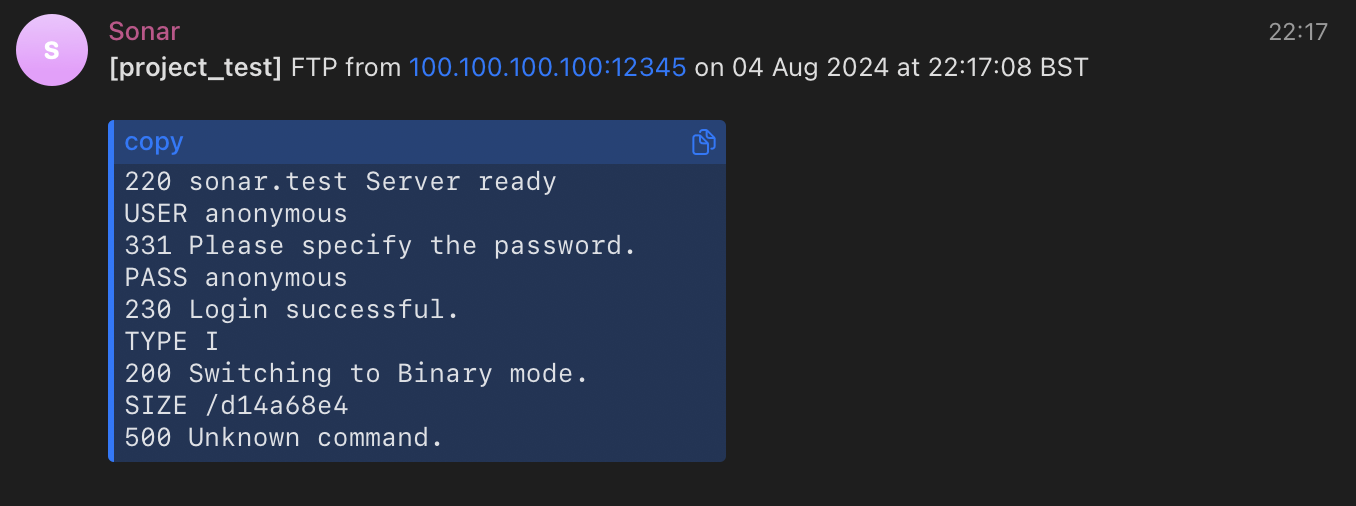 S
Sonar
22:17
[project_test] FTP from 100.100.100.100:12345 on 04 Aug 2024 at 22:17:08 BST
copy
220 sonar.test Server ready
USER anonymous
331 Please specify the password.
PASS anonymous
230 Login successful.
TYPE I
200 Switching to Binary mode.
SIZE /d14a68e4
500 Unknown command.